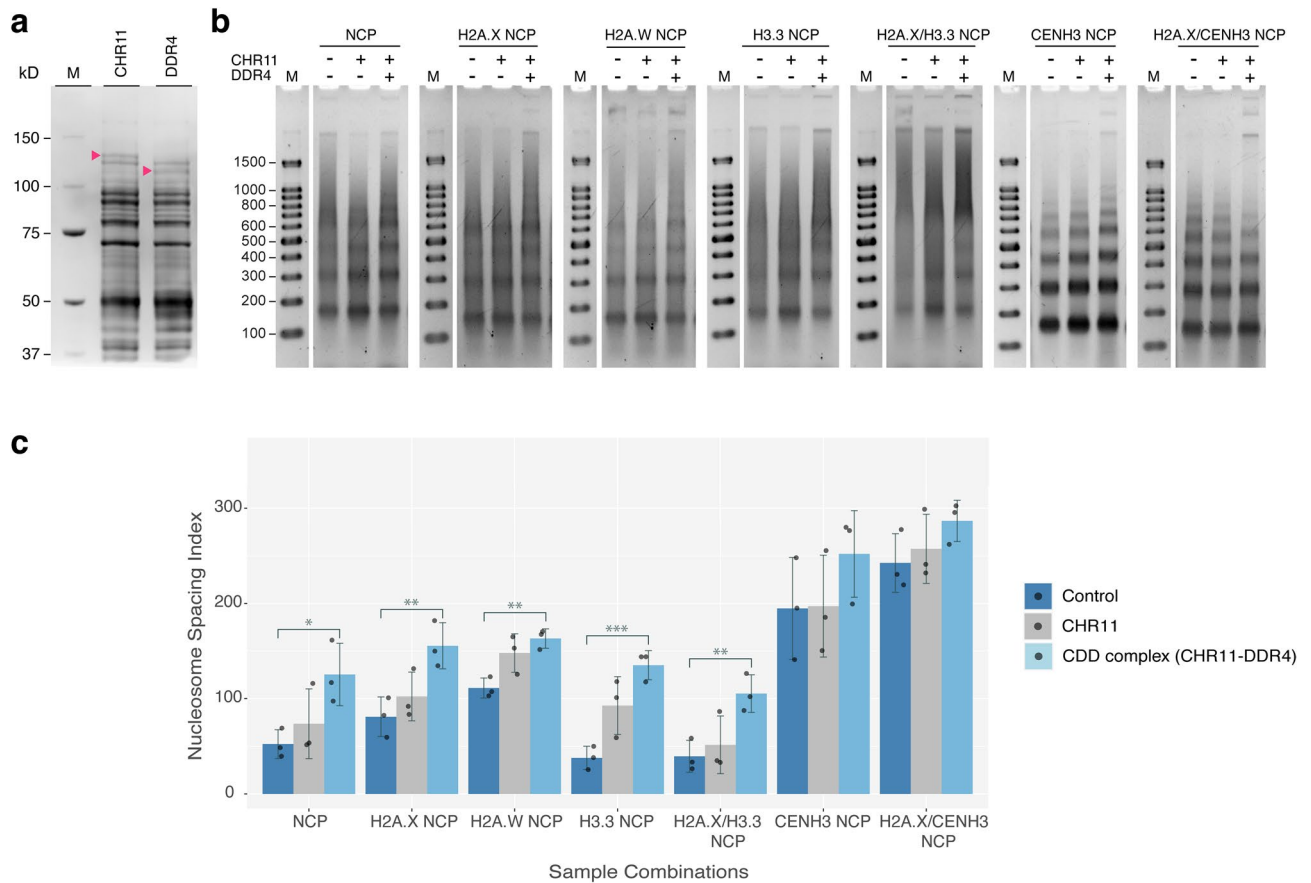 a
b
CHR11
DDR4
kD
M
150
100
75
50
37
NCP
H2A.X NCP
H2A.W NCP
H3.3 NCP
H2A.X/H3.3 NCP
CENH3 NCP
H2A.X/CENH3 NCP
CHR11 - + + - + + - + + - + + - + + - + + - + +
DDR4 M - - + M - - + M - - + M - - + M - - + M - - + M - - +
1500
1000
800
600
500
400
300
200
100
c
Nucleosome Spacing Index
300
200
100
0
* ** ** *** **
NCP
H2A.X NCP
H2A.W NCP
H3.3 NCP
H2A.X/H3.3
NCP
CENH3 NCP
H2A.X/CENH3
NCP
Sample Combinations
Control
CHR11
CDD complex (CHR11-DDR4)